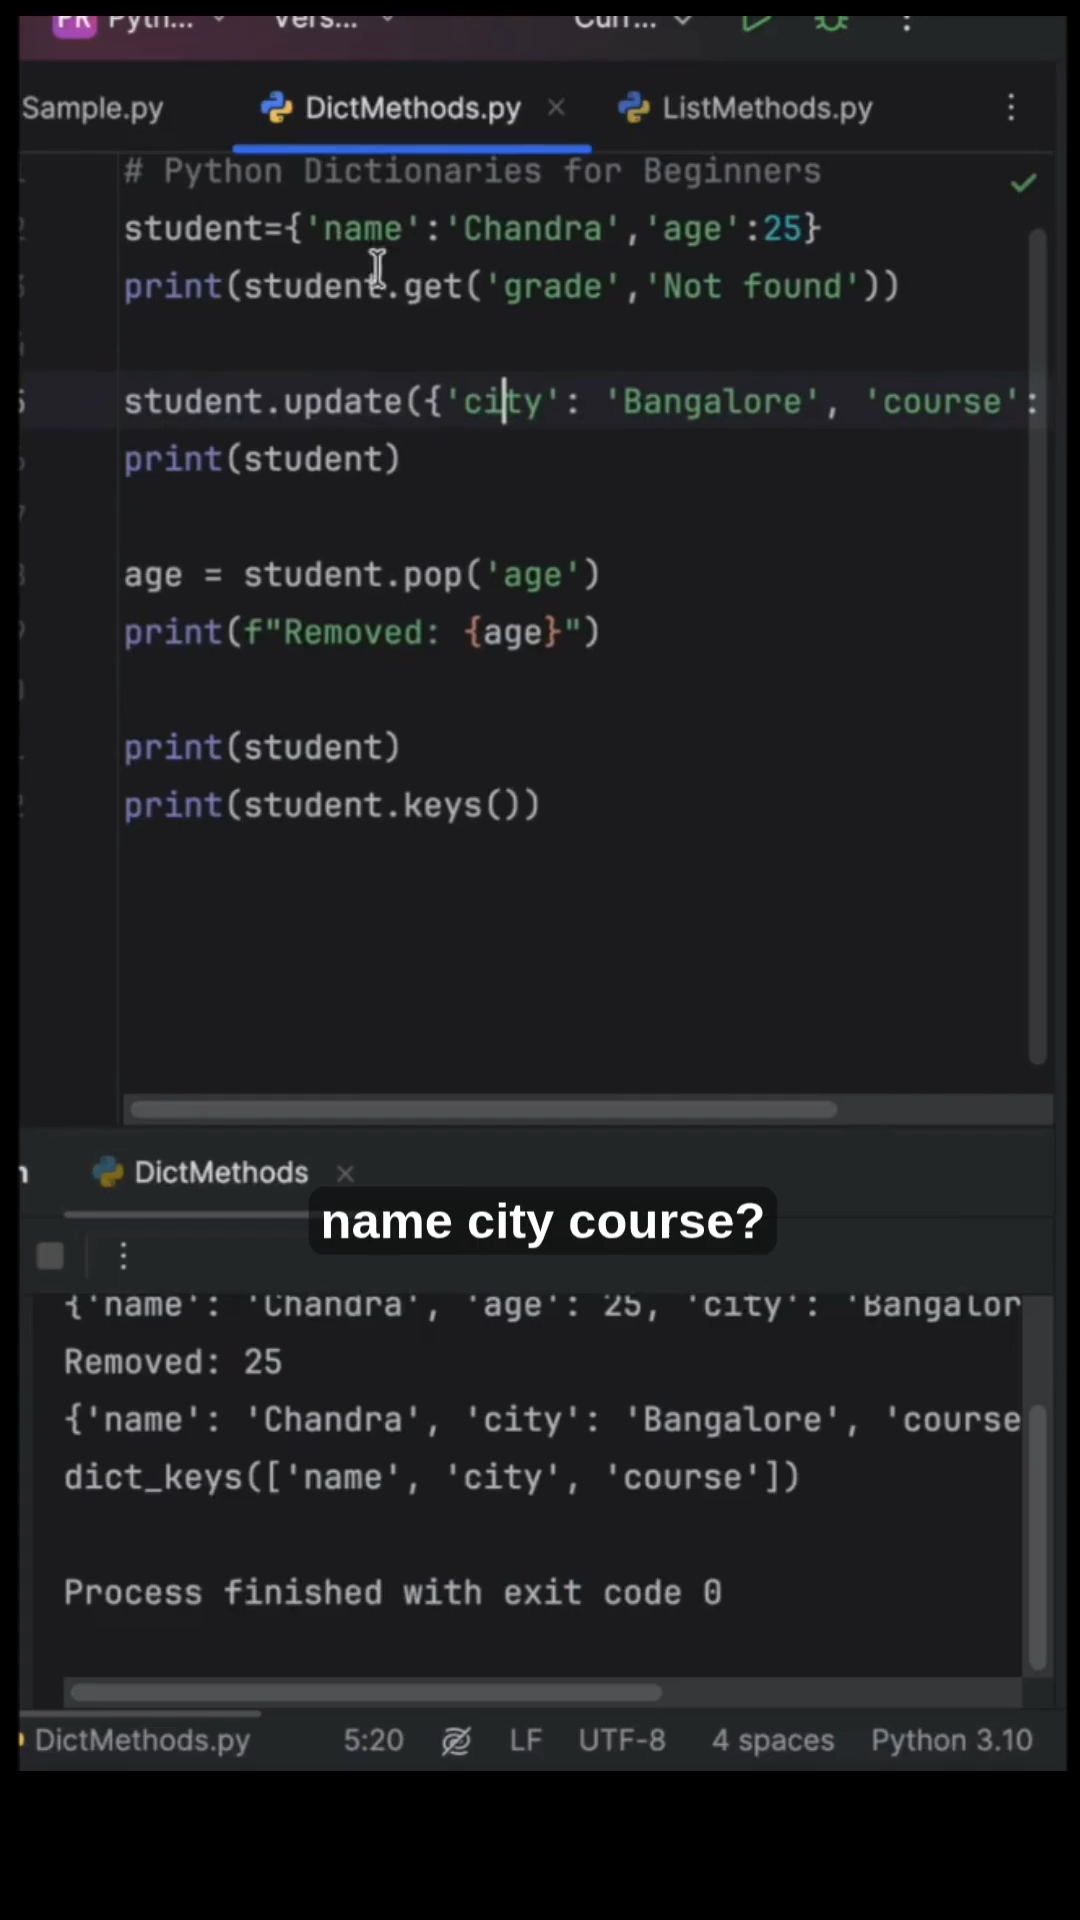 PR Pyth... Vers... Curr...
Sample.py DictMethods.py ListMethods.py
# Python Dictionaries for Beginners
student={'name':'Chandra','age':25}
print(student.get('grade','Not found'))
student.update({'city': 'Bangalore', 'course':
print(student)
age = student.pop('age')
print(f"Removed: {age}")
print(student)
print(student.keys())
DictMethods
name city course?
{'name': 'Chandra', 'age': 25, 'city': 'Bangalor
Removed: 25
{'name': 'Chandra', 'city': 'Bangalore', 'course
dict_keys(['name', 'city', 'course'])
Process finished with exit code 0
DictMethods.py 5:20 LF UTF-8 4 spaces Python 3.10